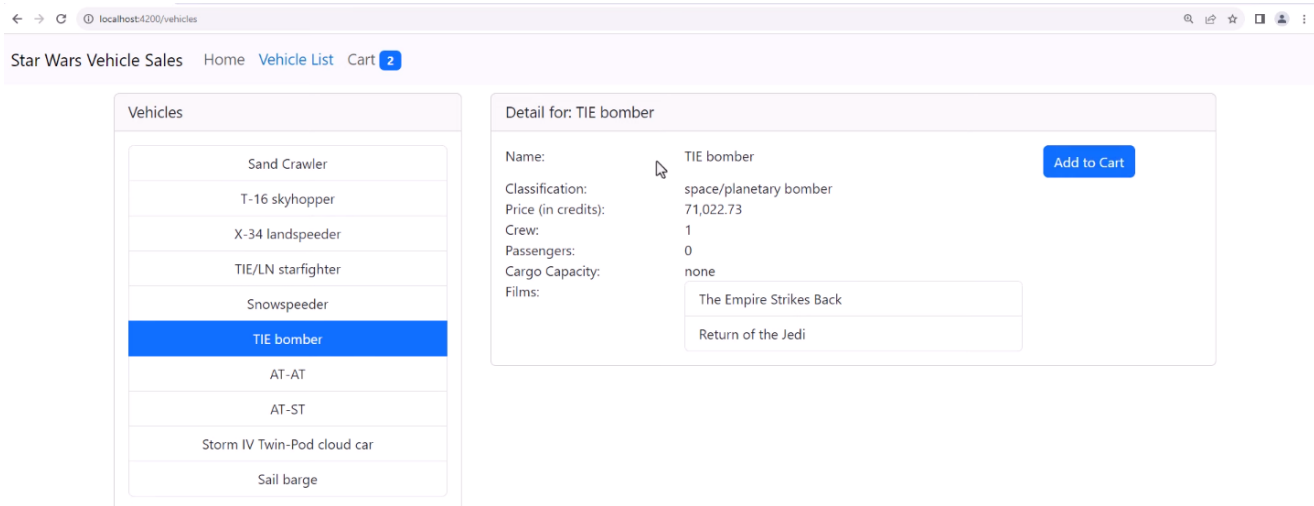 localhost:4200/vehicles
Star Wars Vehicle Sales Home Vehicle List Cart 2
Vehicles
Sand Crawler
T-16 skyhopper
X-34 landspeeder
TIE/LN starfighter
Snowspeeder
TIE bomber
AT-AT
AT-ST
Storm IV Twin-Pod cloud car
Sail barge
Detail for: TIE bomber
Name: TIE bomber Add to Cart
Classification: space/planetary bomber
Price (in credits): 71,022.73
Crew: 1
Passengers: 0
Cargo Capacity: none
Films: The Empire Strikes Back
Return of the Jedi